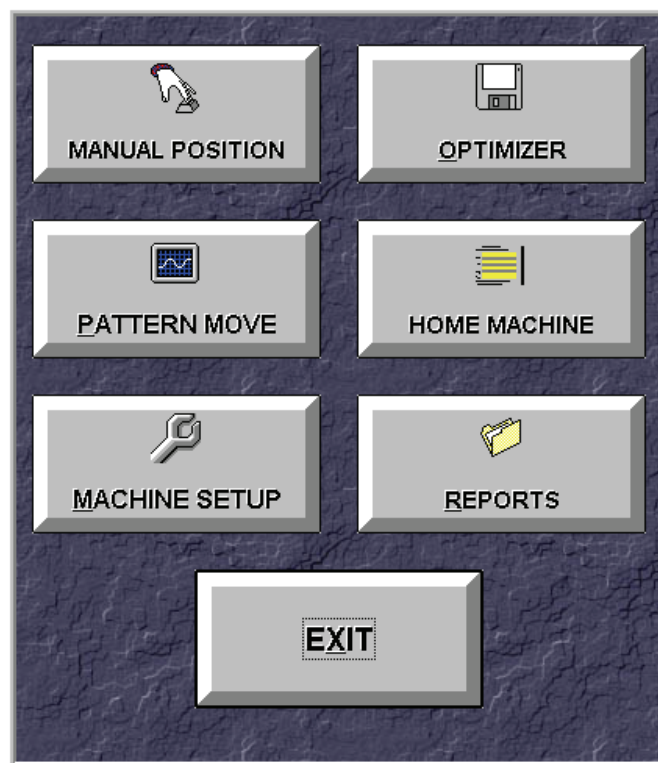 MANUAL POSITION
OPTIMIZER
PATTERN MOVE
HOME MACHINE
MACHINE SETUP
REPORTS
EXIT